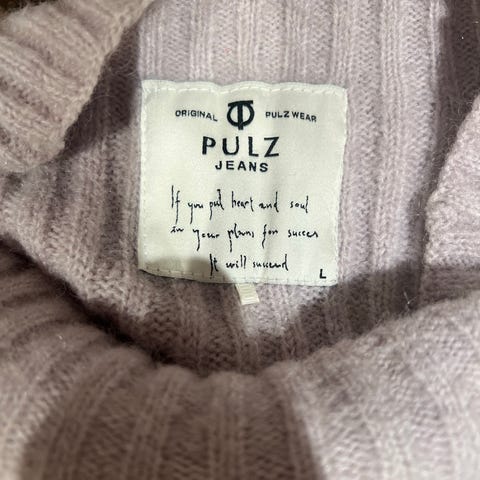 ORIGINAL PULZWEAR
PULZ
JEANS
If you put heart and soul
in your plans for succes
It will succeed
L